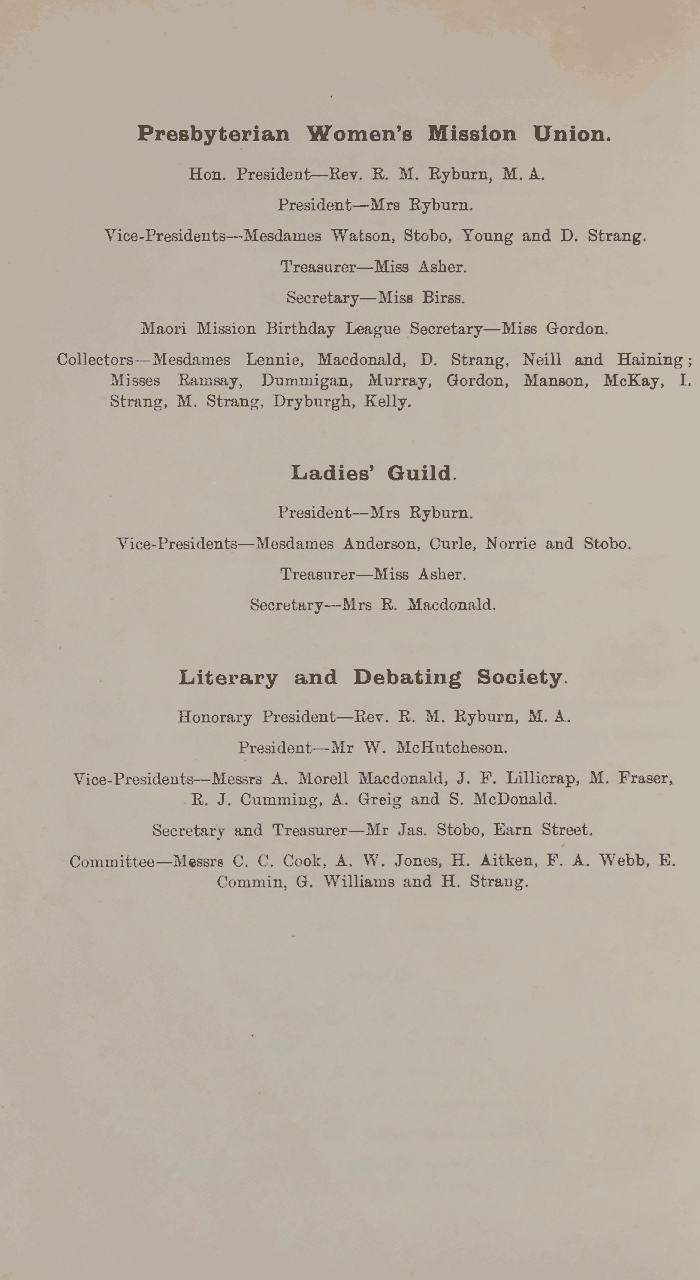 Presbyterian Women's Mission Union.
Hon. President—Rev. R. M. Ryburn, M. A.
President—Mrs Ryburn.
Vice-Presidents—Mesdames Watson, Stobo, Young and D. Strang.
Treasurer—Miss Asher.
Secretary—Miss Birss.
Maori Mission Birthday League Secretary—Miss Gordon.
Collectors—Mesdames Lennie, Macdonald, D. Strang, Neill and Haining;
Misses Ramsay, Dummigan, Murray, Gordon, Manson, McKay, I.
Strang, M. Strang, Dryburgh, Kelly.
Ladies' Guild.
President—Mrs Ryburn.
Vice-Presidents—Mesdames Anderson, Curle, Norrie and Stobo.
Treasurer—Miss Asher.
Secretary—Mrs R. Macdonald.
Literary and Debating Society.
Honorary President—Rev. R. M. Ryburn, M. A.
President—Mr W. McHutcheson.
Vice-Presidents—Messrs A. Morell Macdonald, J. F. Lillicrap, M. Fraser,
R. J. Cumming, A. Greig and S. McDonald.
Secretary and Treasurer—Mr Jas. Stobo, Earn Street.
Committee—Messrs C. C. Cook, A. W. Jones, H. Aitken, F. A. Webb, E.
Commin, G. Williams and H. Strang.